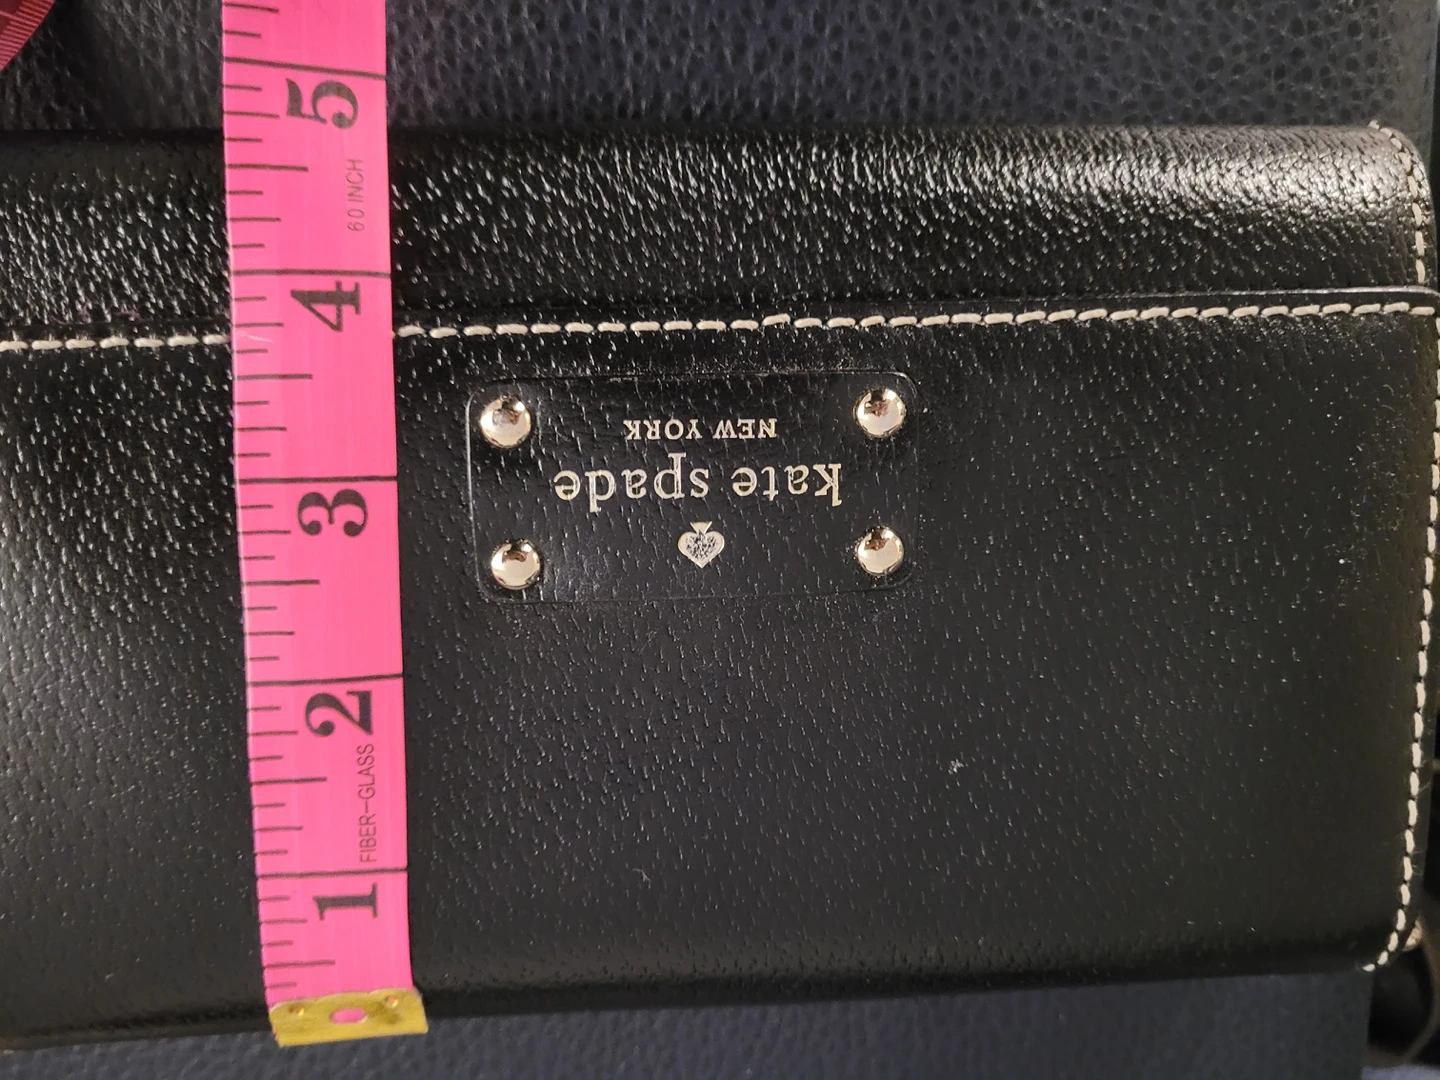 5
60 INCH
4
3
2
FIBER–GLASS
1
kate spade
NEW YORK